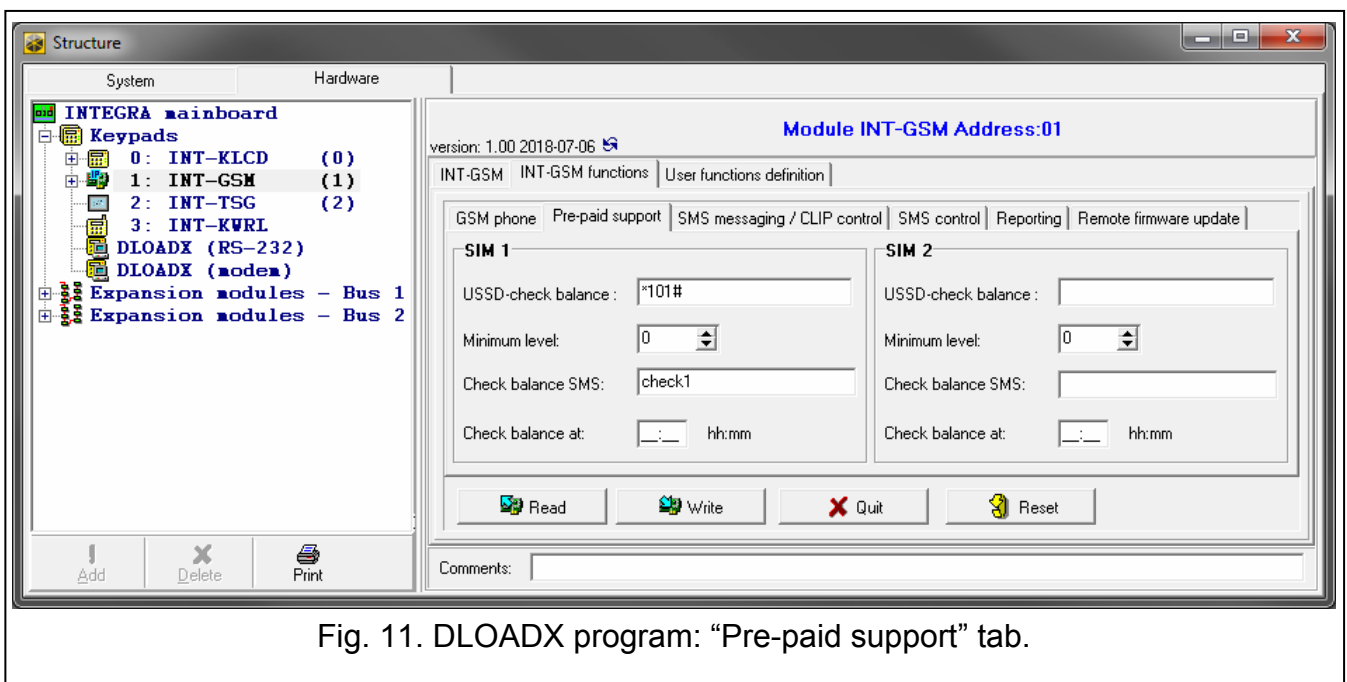 Structure
System Hardware
INTEGRA mainboard
Keypads
0: INT-KLCD (0)
1: INT-GSM (1)
2: INT-TSG (2)
3: INT-KWRL
DLOADX (RS-232)
DLOADX (modem)
Expansion modules - Bus 1
Expansion modules - Bus 2
Add Delete Print
Module INT-GSM Address:01
version: 1.00 2018-07-06
INT-GSM INT-GSM functions User functions definition
GSM phone Pre-paid support SMS messaging / CLIP control SMS control Reporting Remote firmware update
SIM 1
USSD-check balance : *101#
Minimum level: 0
Check balance SMS: check1
Check balance at: __:__ hh:mm
SIM 2
USSD-check balance :
Minimum level: 0
Check balance SMS:
Check balance at: __:__ hh:mm
Read Write Quit Reset
Comments:
Fig. 11. DLOADX program: “Pre-paid support” tab.